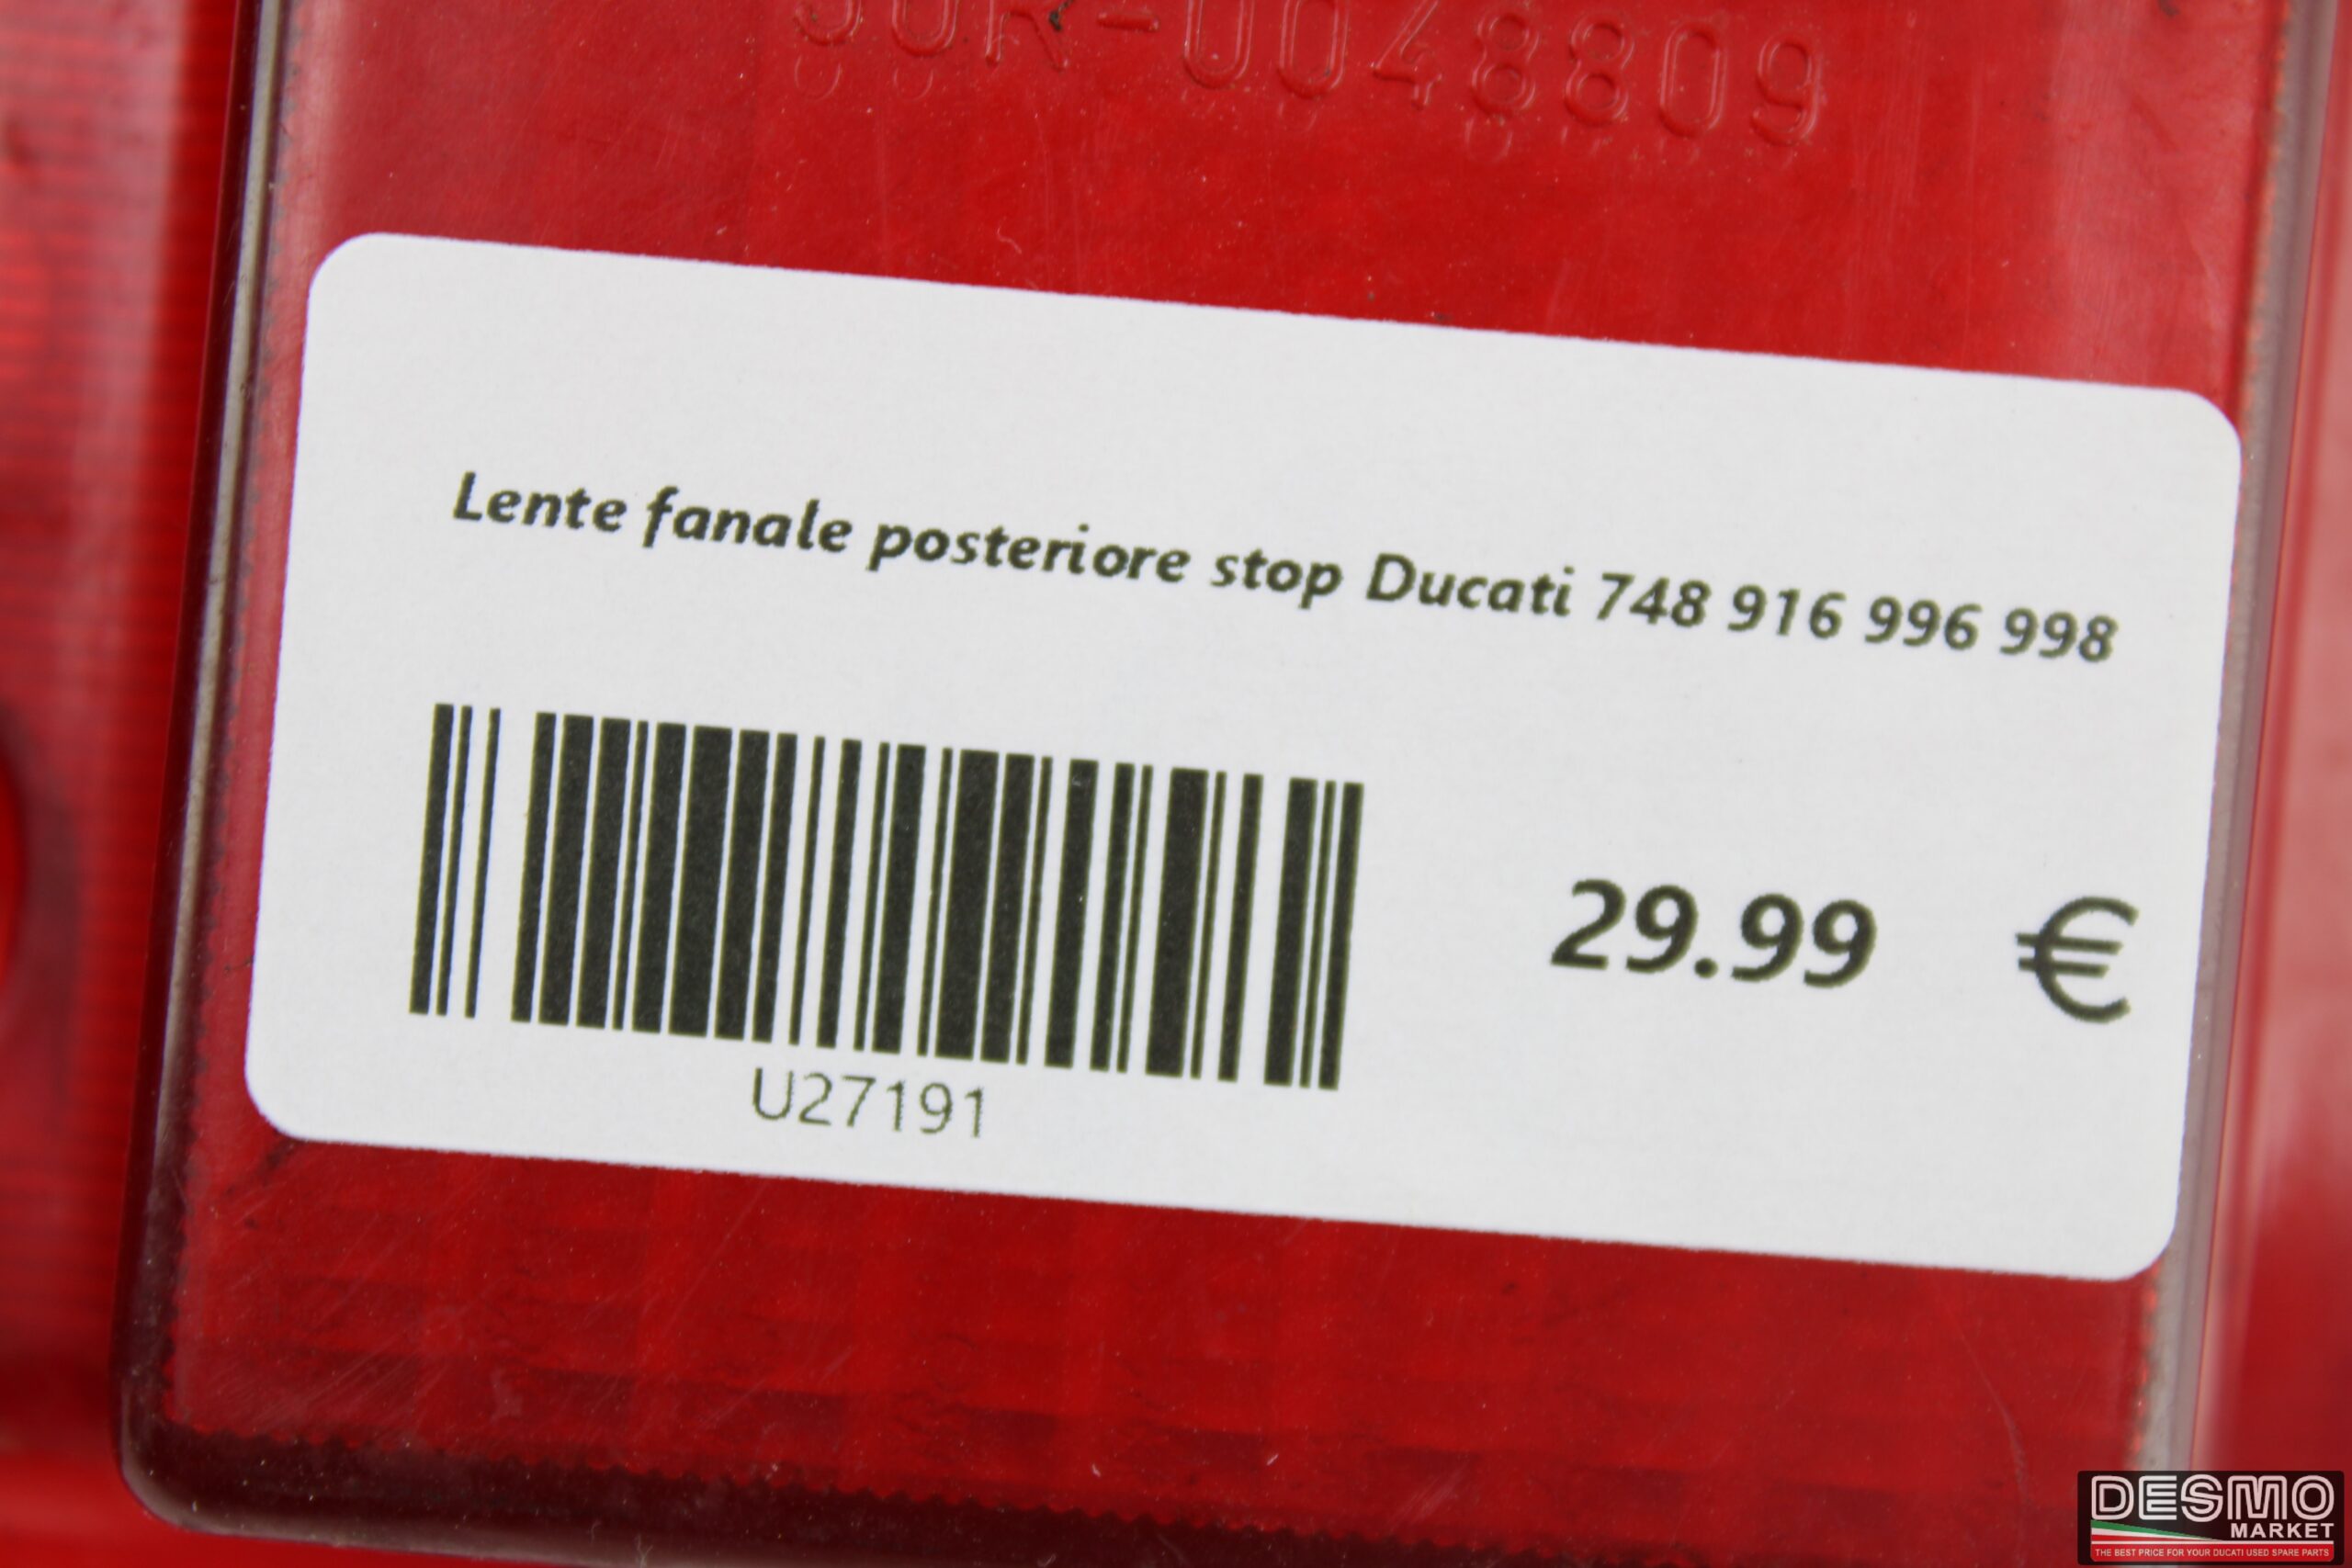 50R-0048809
Lente fanale posteriore stop Ducati 748 916 996 998
29.99 €
U27191
DESMO
MARKET
THE BEST PRICE FOR YOUR DUCATI USED SPARE PARTS